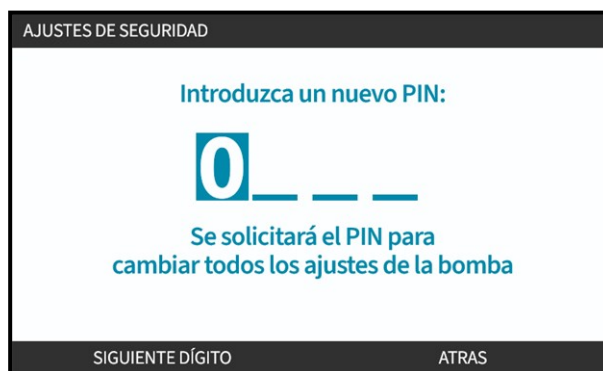 AJUSTES DE SEGURIDAD
Introduzca un nuevo PIN:
0_ _ _
Se solicitará el PIN para
cambiar todos los ajustes de la bomba
SIGUIENTE DÍGITO ATRAS